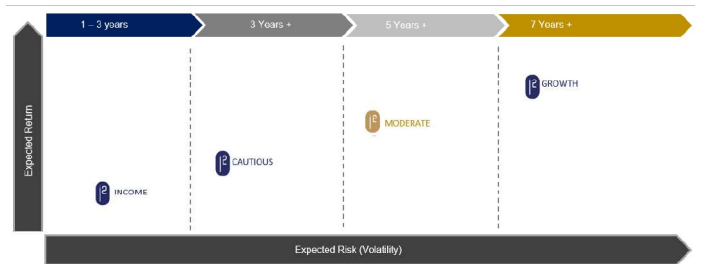 1 – 3 years
3 Years +
5 Years +
7 Years +
Expected Return
GROWTH
MODERATE
CAUTIOUS
INCOME
Expected Risk (Volatility)